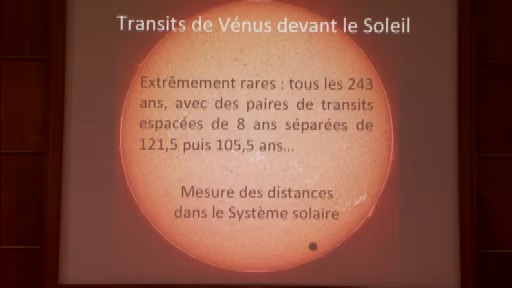 Transits de Vénus devant le Soleil
Extrêmement rares : tous les 243
ans, avec des paires de transits
espacées de 8 ans séparées de
121,5 puis 105,5 ans...
Mesure des distances
dans le Système solaire